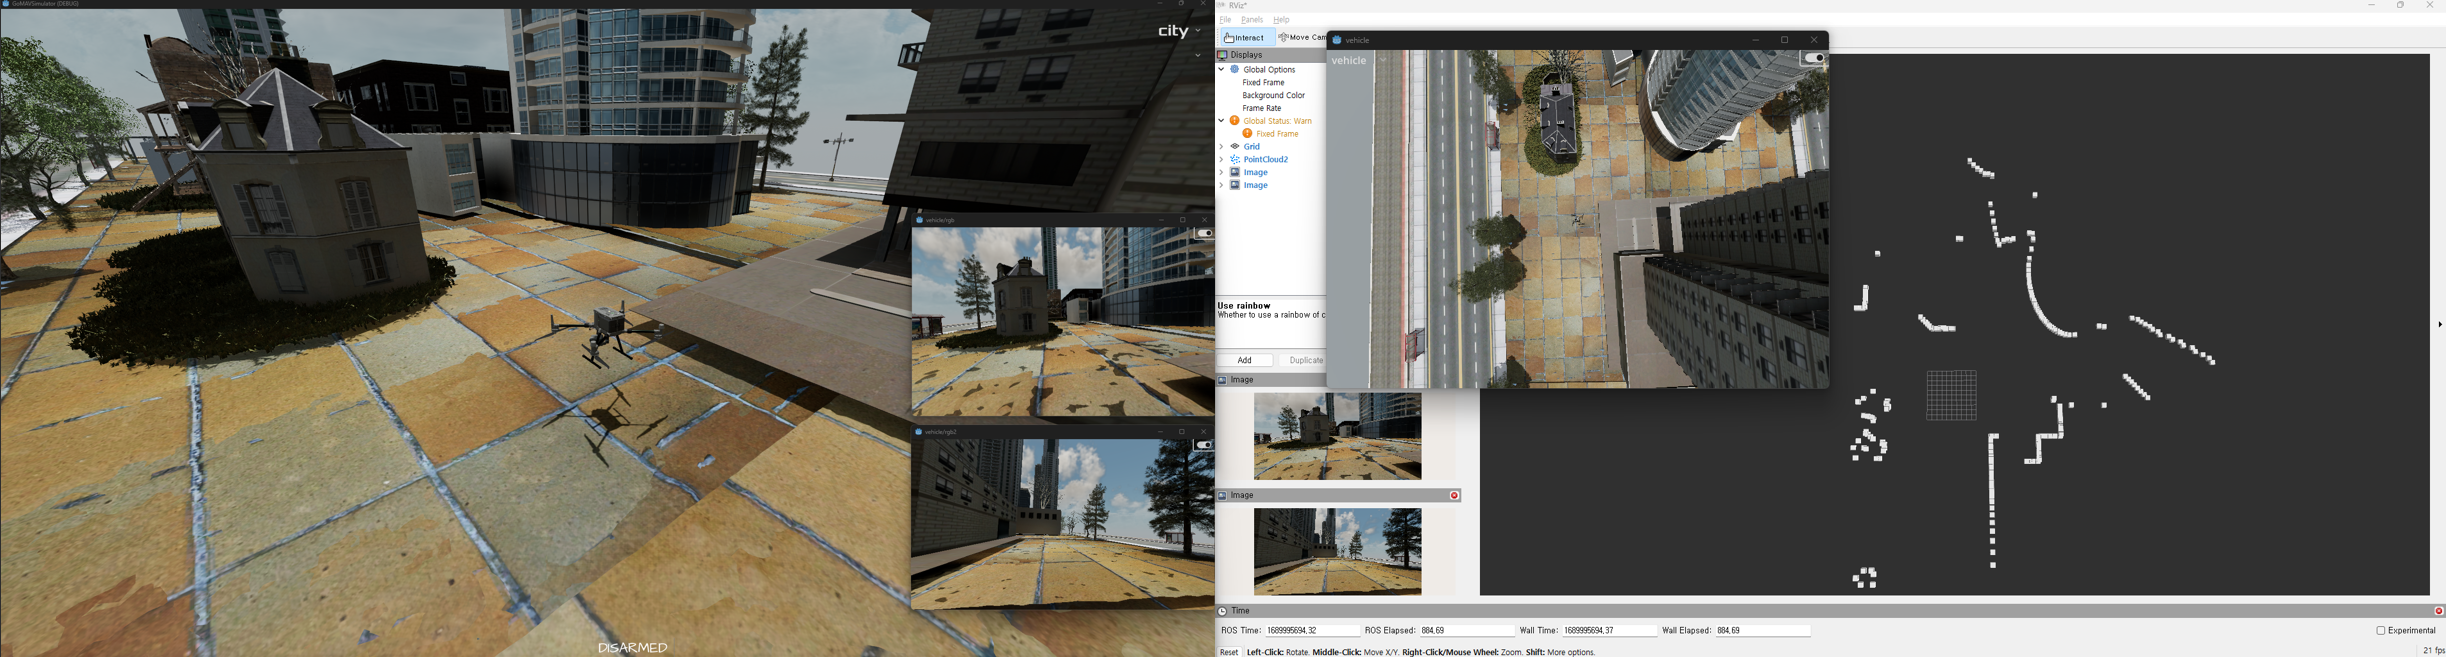 GoMAVSimulator (DEBUG)
city
vehicle/rgb
vehicle/rgb2
DISARMED
RViz*
File Panels Help
Interact
Move Cam
Displays
Global Options
Fixed Frame
Background Color
Frame Rate
Global Status: Warn
Fixed Frame
Grid
PointCloud2
Image
Image
Use rainbow
Whether to use a rainbow of c
Add
Duplicate
Image
Image
vehicle
vehicle
Time
ROS Time: 1689995694,32 ROS Elapsed: 884,69 Wall Time: 1689995694,37 Wall Elapsed: 884,69 Experimental
Reset Left-Click: Rotate. Middle-Click: Move X/Y. Right-Click/Mouse Wheel: Zoom. Shift: More options. 21 fps